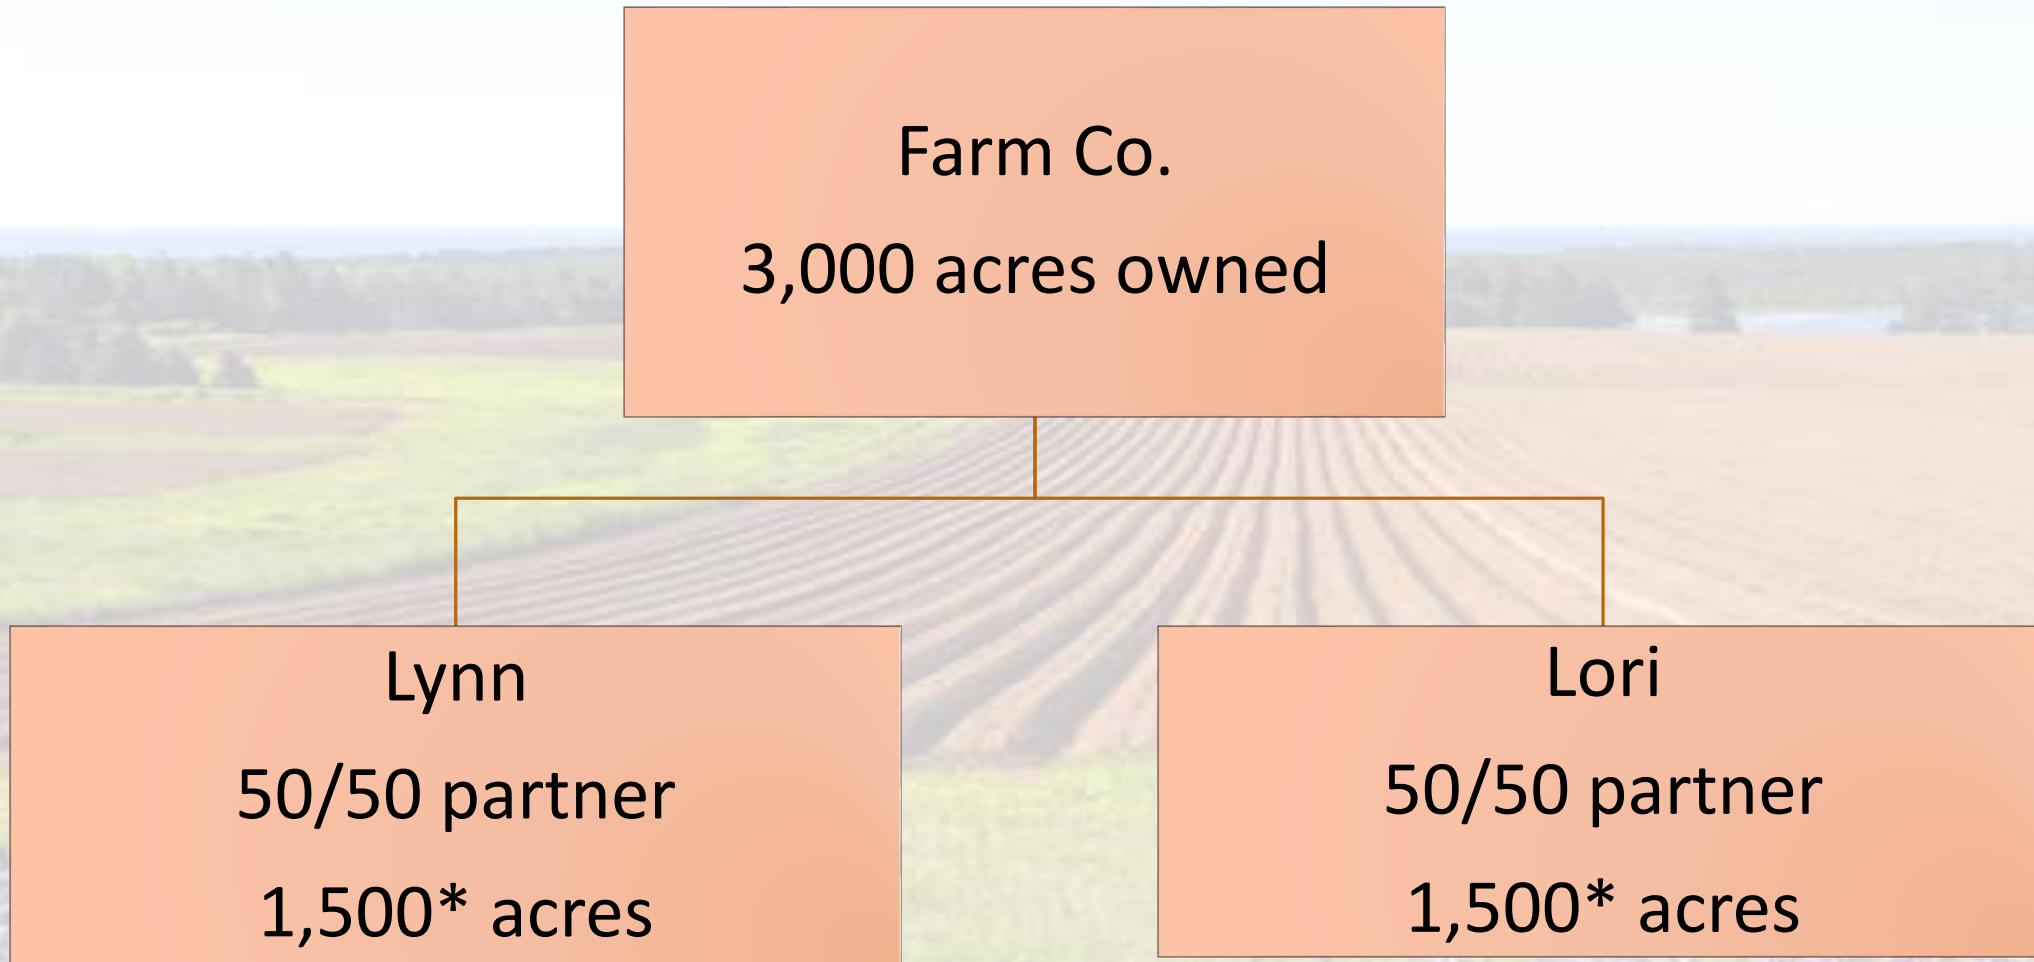 Farm Co.
3,000 acres owned
Lynn
50/50 partner
1,500* acres
Lori
50/50 partner
1,500* acres